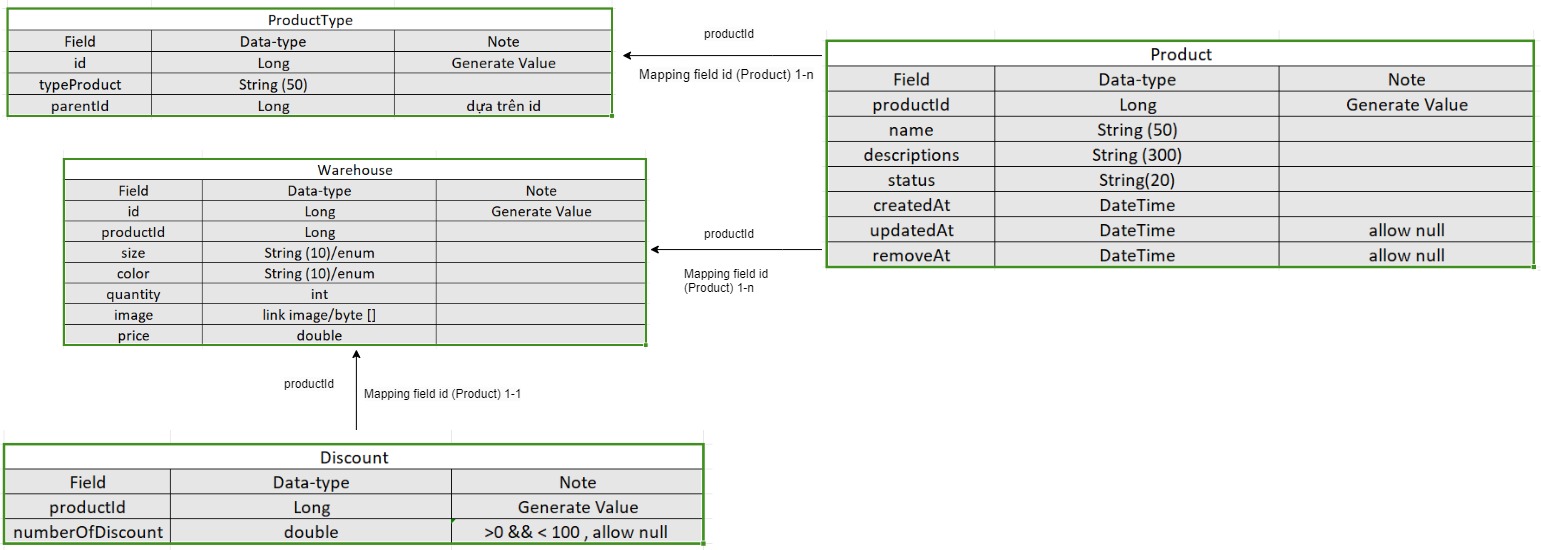 ProductType
Field Data-type Note
id Long Generate Value
typeProduct String (50)
parentId Long dựa trên id
productId
Mapping field id (Product) 1-n
Product
Field Data-type Note
productId Long Generate Value
name String (50)
descriptions String (300)
status String(20)
createdAt DateTime
updatedAt DateTime allow null
removeAt DateTime allow null
Warehouse
Field Data-type Note
id Long Generate Value
productId Long
size String (10)/enum
color String (10)/enum
quantity int
image link image/byte []
price double
productId
Mapping field id
(Product) 1-n
productId
Mapping field id (Product) 1-1
Discount
Field Data-type Note
productId Long Generate Value
numberOfDiscount double >0 && < 100 , allow null